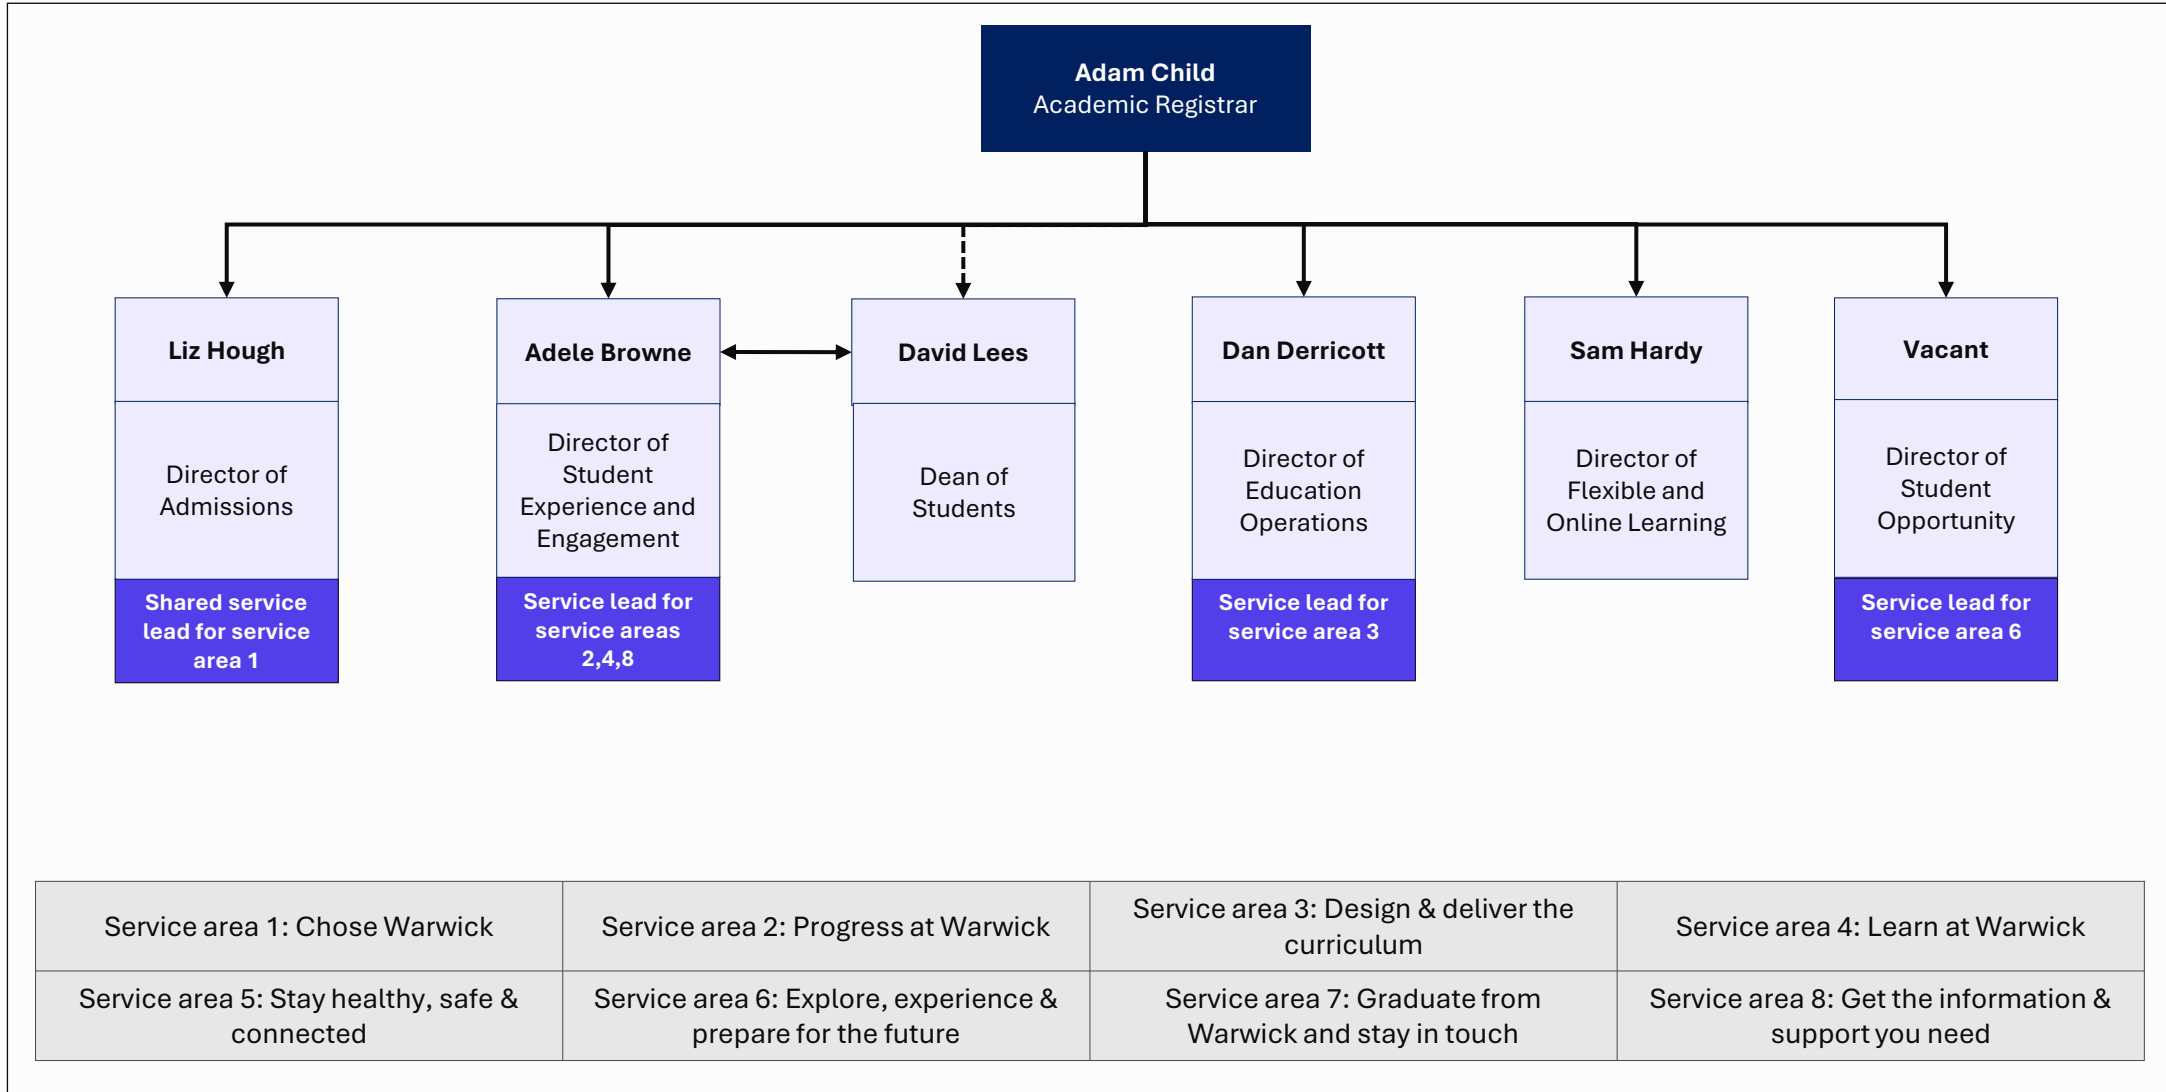 Adam Child
Academic Registrar
Liz Hough
Adele Browne
David Lees
Dan Derricott
Sam Hardy
Vacant
Director of
Admissions
Director of
Student
Experience and
Engagement
Dean of
Students
Director of
Education
Operations
Director of
Flexible and
Online Learning
Director of
Student
Opportunity
Shared service
lead for service
area 1
Service lead for
service areas
2,4,8
Service lead for
service area 3
Service lead for
service area 6
Service area 1: Chose Warwick
Service area 2: Progress at Warwick
Service area 3: Design & deliver the
curriculum
Service area 4: Learn at Warwick
Service area 5: Stay healthy, safe &
connected
Service area 6: Explore, experience &
prepare for the future
Service area 7: Graduate from
Warwick and stay in touch
Service area 8: Get the information &
support you need